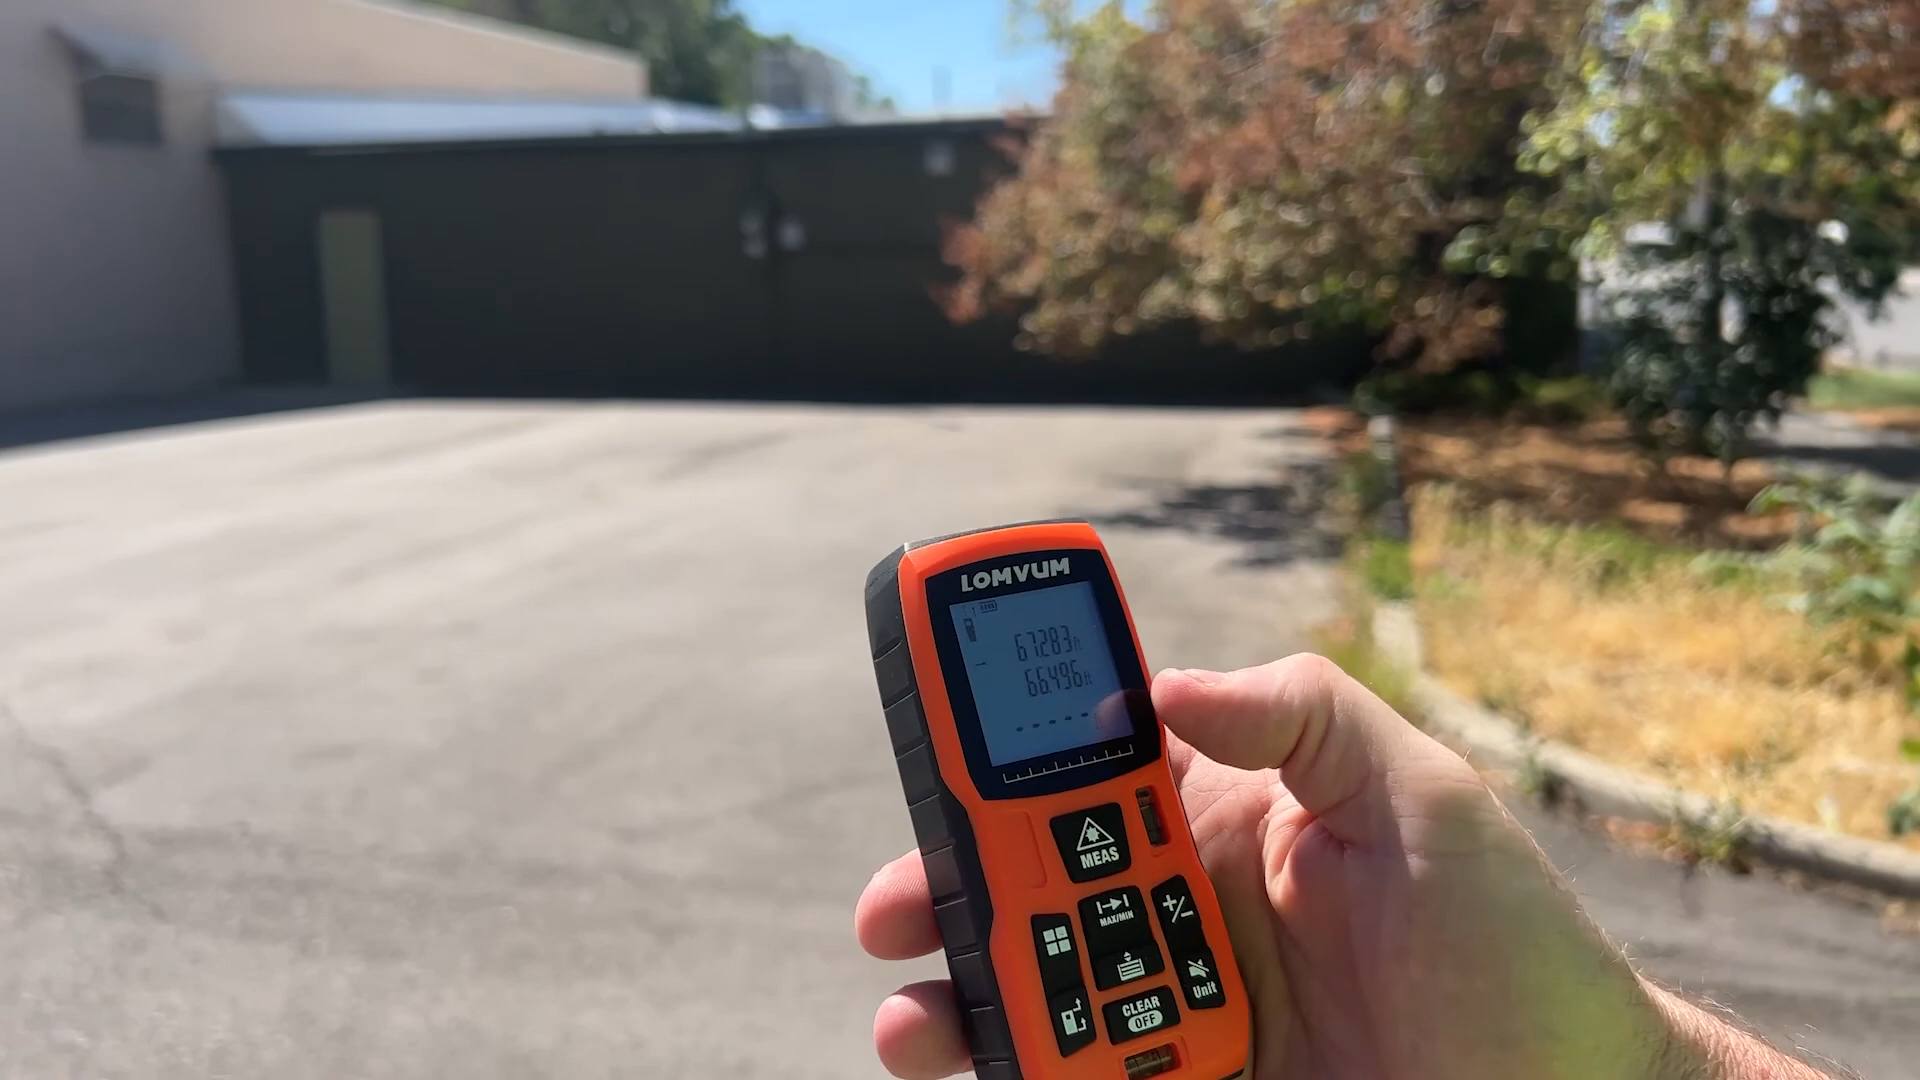 LOMVUM
67.283ft
66.496ft
MEAS
MAX/MIN
+/-
Unit
CLEAR
OFF